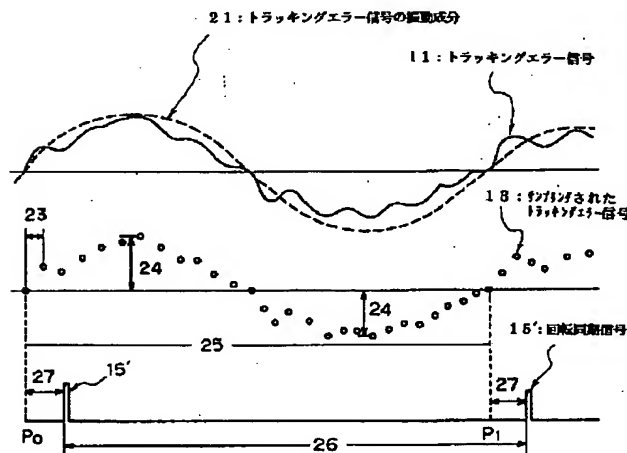 21：トラッキングエラー信号の振動成分
11：トラッキングエラー信号
18：サンプリングされた
トラッキングエラー信号
23
24
24
25
15'：回転同期信号
27
15'
27
P0
P1
26